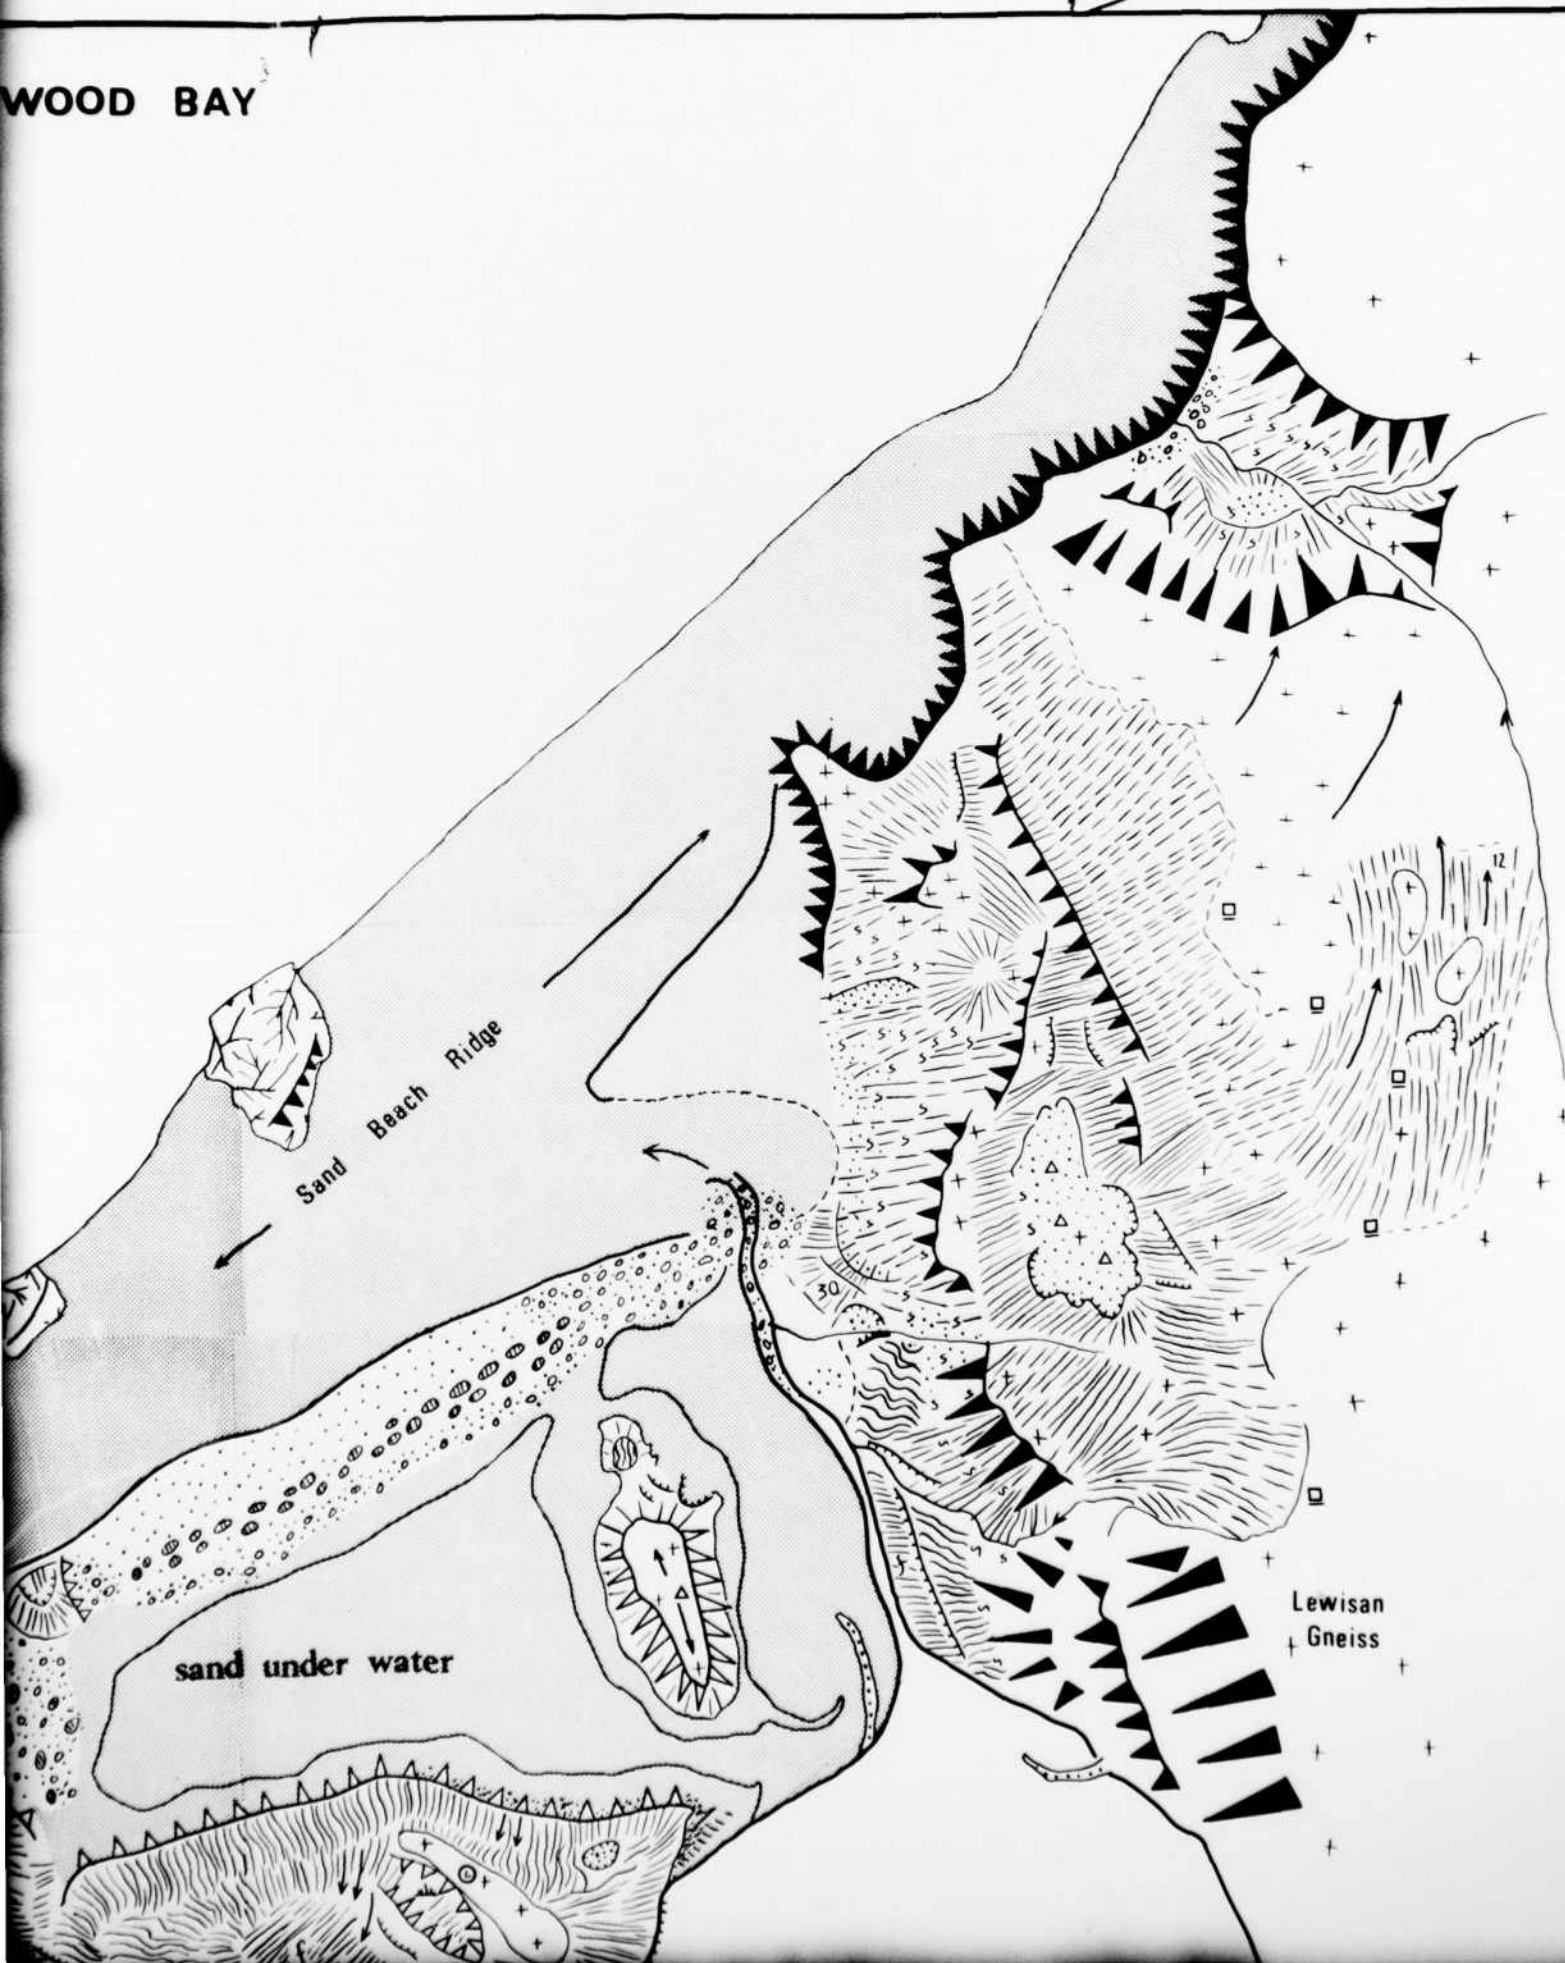 WOOD BAY
12
Sand Beach Ridge
30
Lewisan
Gneiss
sand under water